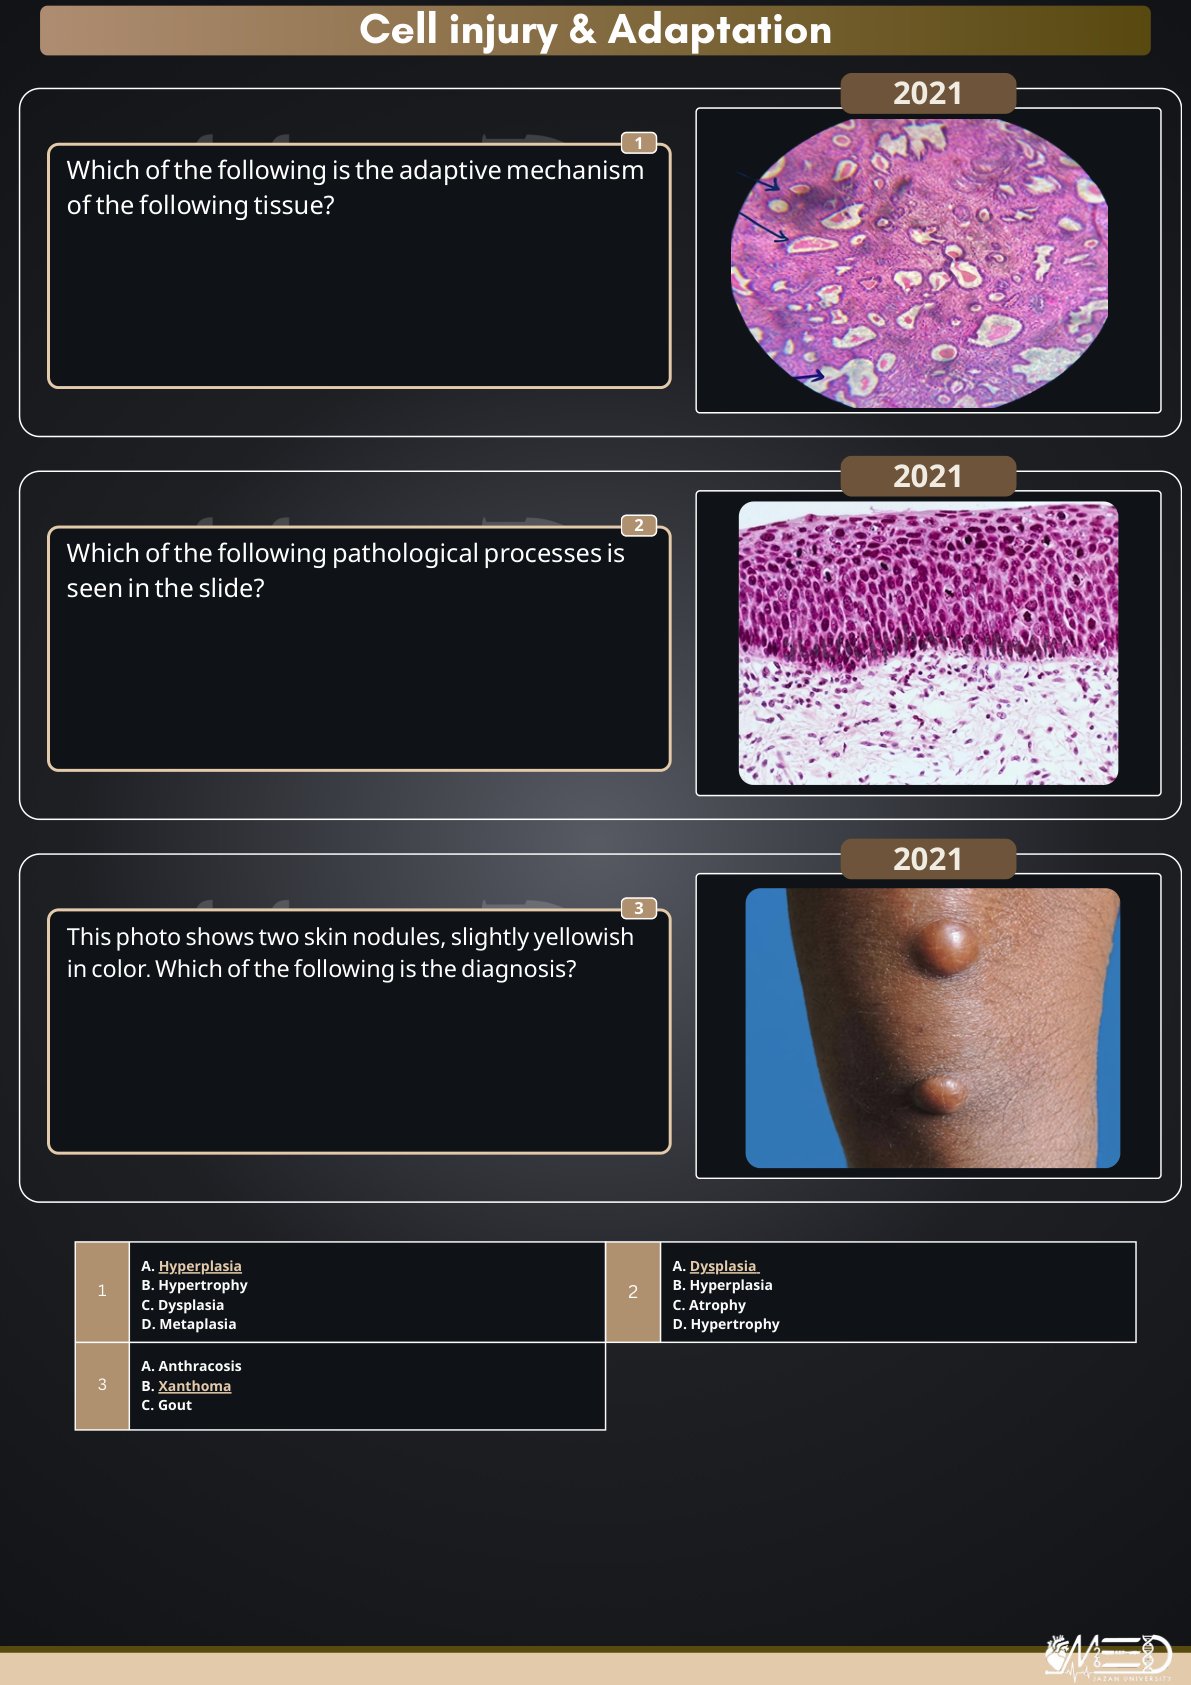 Cell injury & Adaptation
2021
1
Which of the following is the adaptive mechanism
of the following tissue?
2021
2
Which of the following pathological processes is
seen in the slide?
2021
3
This photo shows two skin nodules, slightly yellowish
in color. Which of the following is the diagnosis?
1
A. Hyperplasia
B. Hypertrophy
C. Dysplasia
D. Metaplasia
2
A. Dysplasia
B. Hyperplasia
C. Atrophy
D. Hypertrophy
3
A. Anthracosis
B. Xanthoma
C. Gout
MED
JAZAN UNIVERSITY